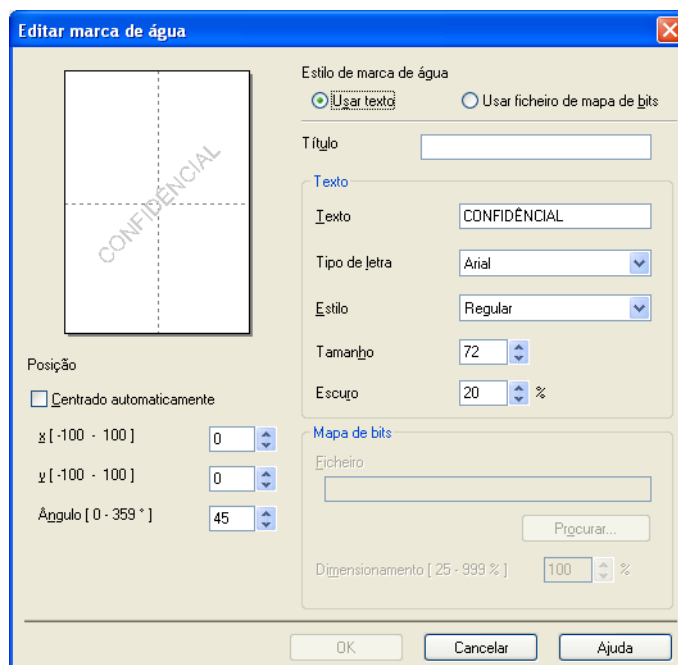 Editar marca de água
CONFIDÊNCIAL
Estilo de marca de água
Usar texto
Usar ficheiro de mapa de bits
Título
Texto
Texto CONFIDÊNCIAL
Tipo de letra Arial
Estilo Regular
Tamanho 72
Escuro 20 %
Posição
Centrado automaticamente
x [ -100 - 100 ] 0
y [ -100 - 100 ] 0
Ângulo [ 0 - 359 ° ] 45
Mapa de bits
Ficheiro
Procurar...
Dimensionamento [ 25 - 999 % ] 100 %
OK Cancelar Ajuda